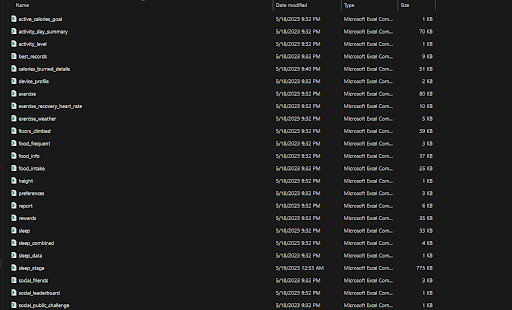 Name Date modified Type Size
active_calories_goal 5/18/2023 9:32 PM Microsoft Excel Com... 1 KB
activity_day_summary 5/18/2023 9:32 PM Microsoft Excel Com... 70 KB
activity_level 5/18/2023 9:32 PM Microsoft Excel Com... 1 KB
best_records 5/18/2023 9:32 PM Microsoft Excel Com... 9 KB
calories_burned_details 5/18/2023 9:40 PM Microsoft Excel Com... 51 KB
device_profile 5/18/2023 9:32 PM Microsoft Excel Com... 2 KB
exercise 5/18/2023 9:32 PM Microsoft Excel Com... 80 KB
exercise_recovery_heart_rate 5/18/2023 9:32 PM Microsoft Excel Com... 10 KB
exercise_weather 5/18/2023 9:32 PM Microsoft Excel Com... 5 KB
floors_climbed 5/18/2023 9:32 PM Microsoft Excel Com... 59 KB
food_frequent 5/18/2023 9:32 PM Microsoft Excel Com... 3 KB
food_info 5/18/2023 9:32 PM Microsoft Excel Com... 37 KB
food_intake 5/18/2023 9:32 PM Microsoft Excel Com... 25 KB
height 5/18/2023 9:32 PM Microsoft Excel Com... 1 KB
preferences 5/18/2023 9:32 PM Microsoft Excel Com... 3 KB
report 5/18/2023 9:32 PM Microsoft Excel Com... 6 KB
rewards 5/18/2023 9:32 PM Microsoft Excel Com... 35 KB
sleep 5/18/2023 9:32 PM Microsoft Excel Com... 33 KB
sleep_combined 5/18/2023 9:32 PM Microsoft Excel Com... 4 KB
sleep_data 5/18/2023 9:32 PM Microsoft Excel Com... 1 KB
sleep_stage 5/19/2023 12:53 AM Microsoft Excel Com... 775 KB
social_friends 5/18/2023 9:32 PM Microsoft Excel Com... 3 KB
social_leaderboard 5/18/2023 9:32 PM Microsoft Excel Com... 1 KB
social_public_challenge 5/18/2023 9:32 PM Microsoft Excel Com... 1 KB